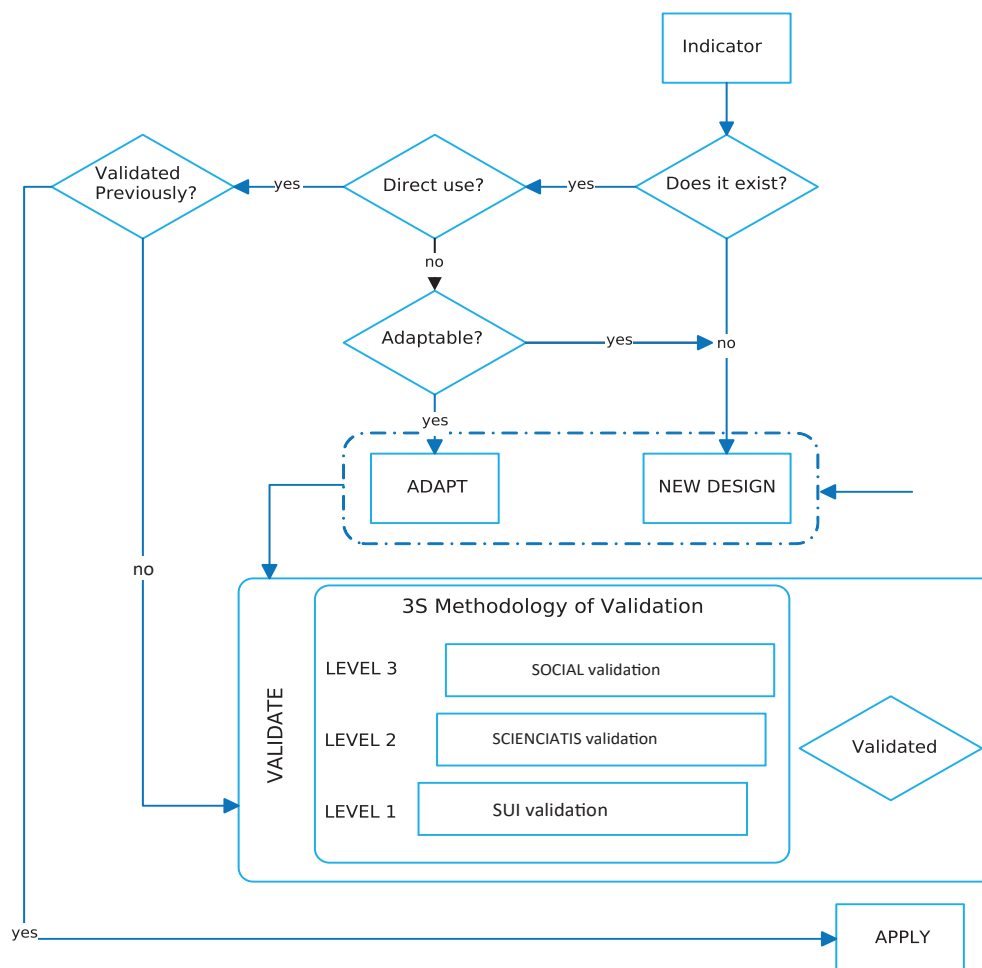 Indicator
Validated
Previously?
yes
Direct use?
yes
Does it exist?
no
Adaptable?
yes
no
yes
ADAPT
NEW DESIGN
no
3S Methodology of Validation
VALIDATE
LEVEL 3
SOCIAL validation
LEVEL 2
SCIENCIATIS validation
Validated
LEVEL 1
SUI validation
yes
APPLY